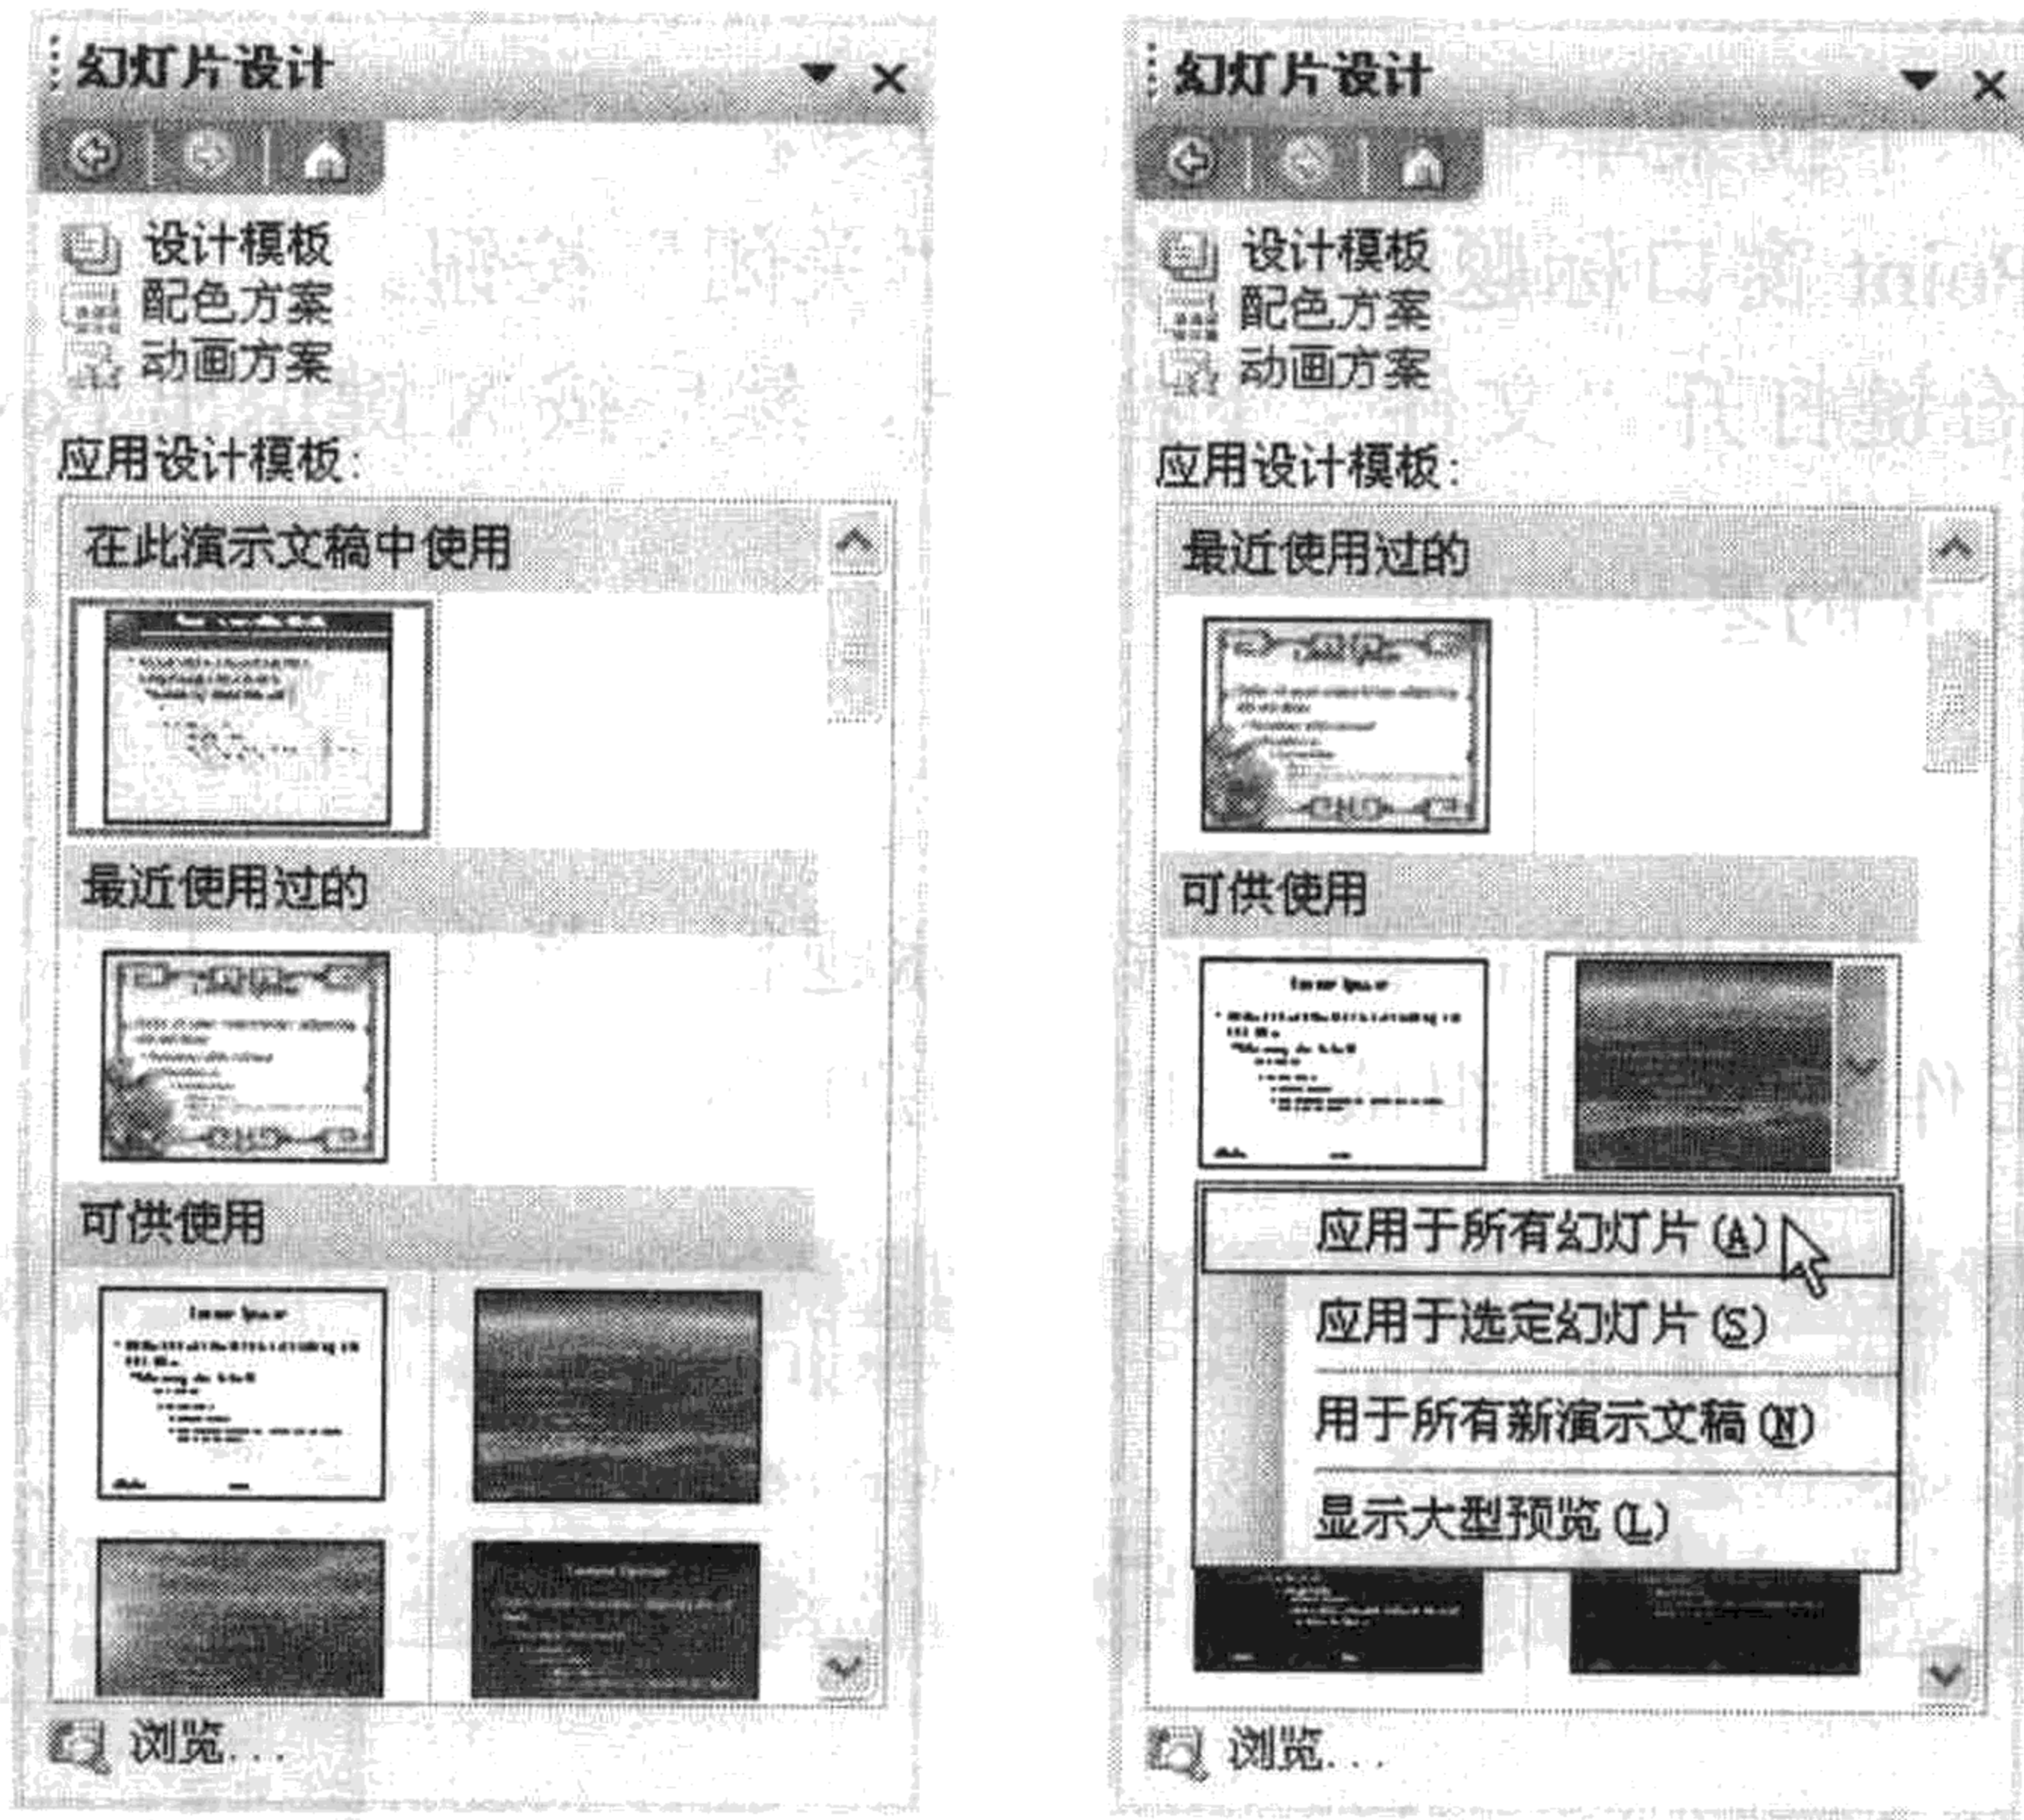 幻灯片设计
设计模板
配色方案
动画方案
应用设计模板:
在此演示文稿中使用
最近使用过的
可供使用
浏览...
幻灯片设计
设计模板
配色方案
动画方案
应用设计模板:
最近使用过的
可供使用
应用于所有幻灯片(A)
应用于选定幻灯片(S)
用于所有新演示文稿(N)
显示大型预览(L)
浏览...